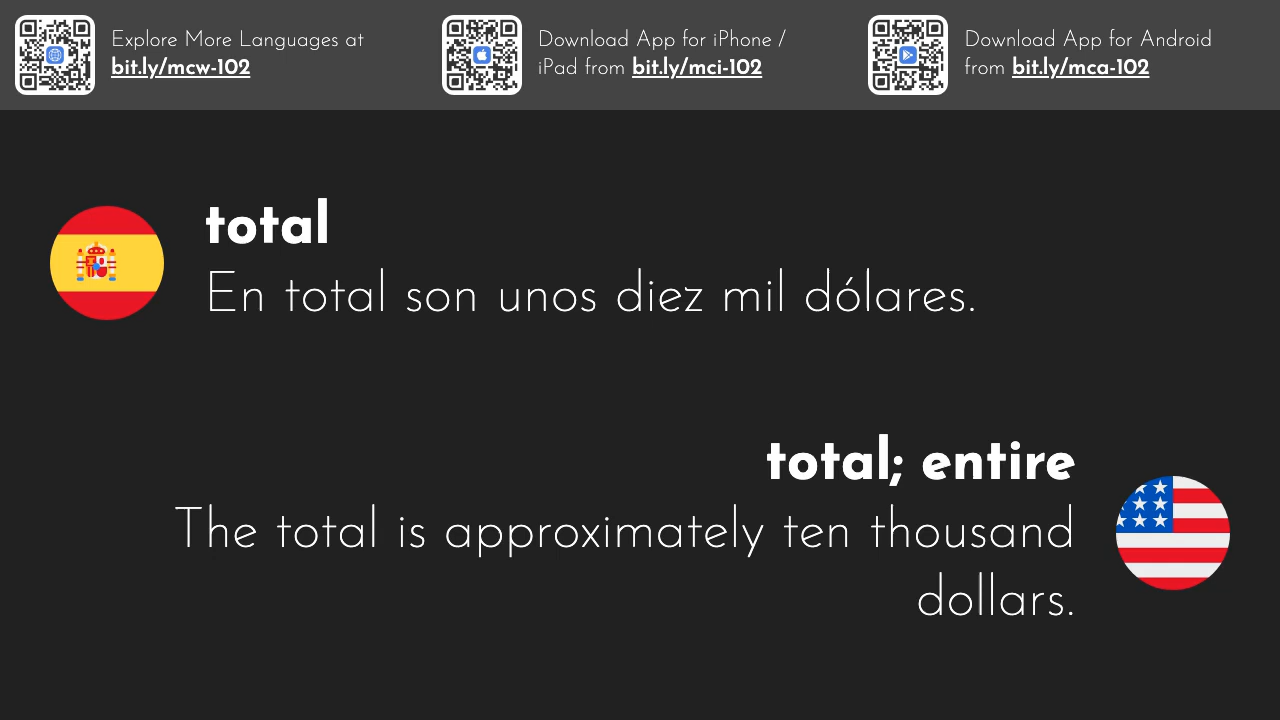 Explore More Languages at
bit.ly/mcw-102
Download App for iPhone /
iPad from bit.ly/mci-102
Download App for Android
from bit.ly/mca-102
total
En total son unos diez mil dólares.
total; entire
The total is approximately ten thousand
dollars.